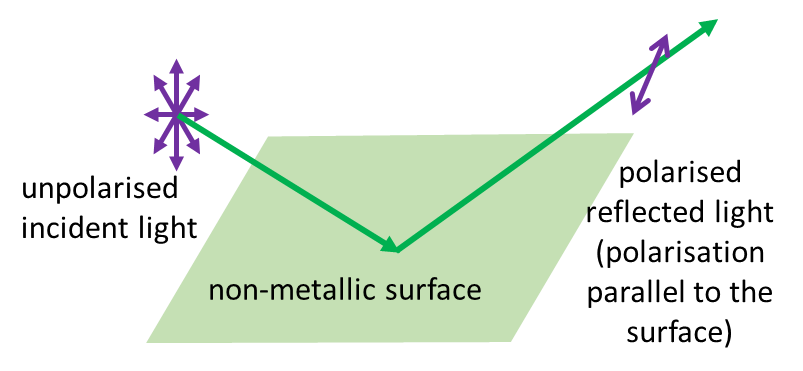 unpolarised
incident light
non-metallic surface
polarised
reflected light
(polarisation
parallel to the
surface)